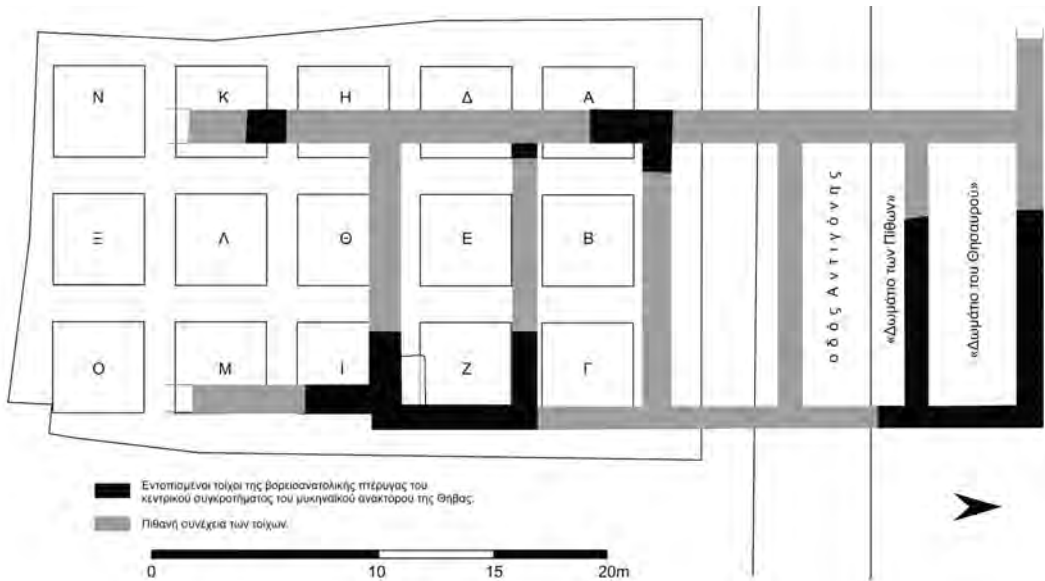 Ν Κ Η Δ Α
Ξ Λ Θ Ε Β
Ο Μ Ι Ζ Γ
οδός Αντιγόνης
«Δωμάτιο των Πίθων»
«Δωμάτιο του Θησαυρού»
Εντοπισμένοι τοίχοι της βορειοανατολικής πτέρυγας του
κεντρικού συγκροτήματος του μυκηναϊκού ανακτόρου της Θήβας.
Πιθανή συνέχεια των τοίχων.
0 10 15 20m